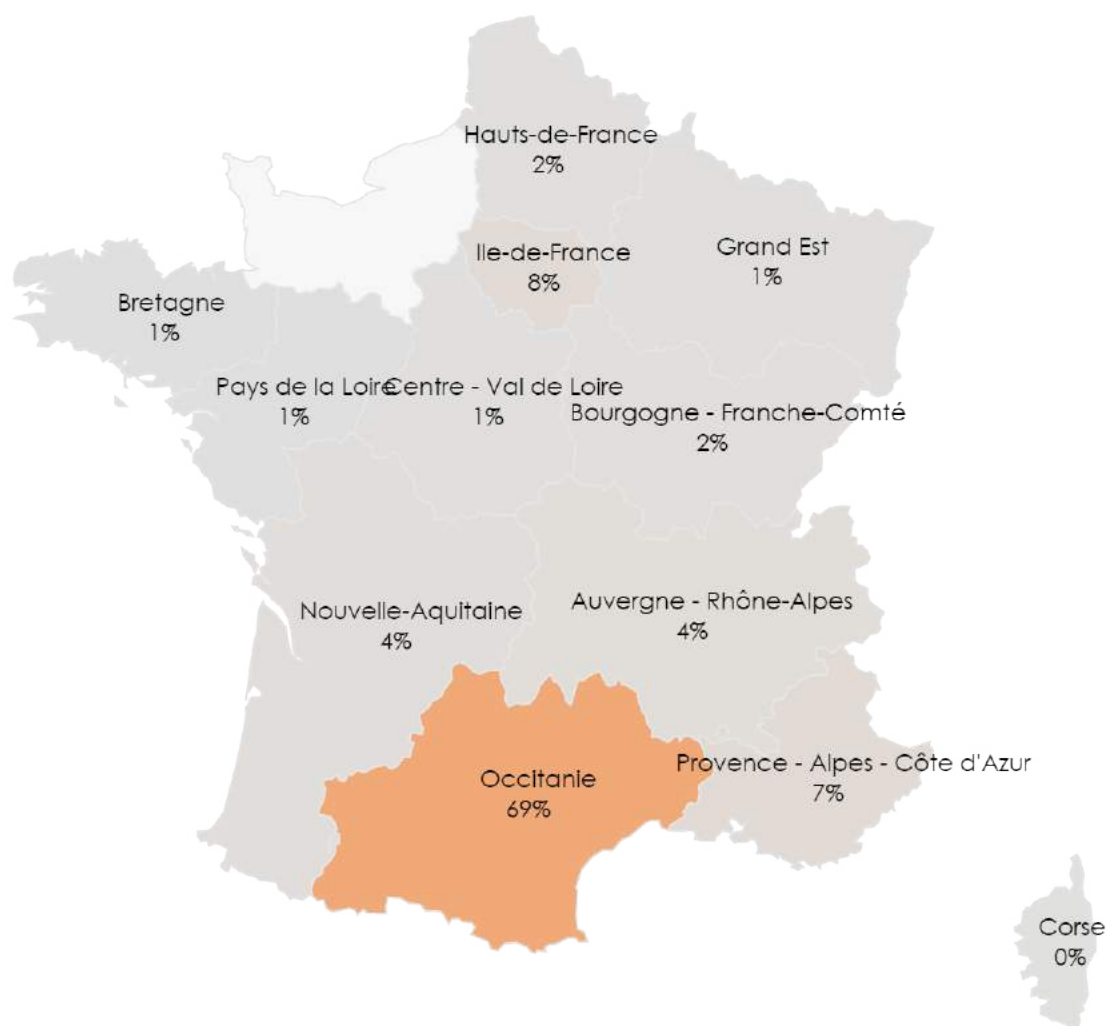 Hauts-de-France
2%
Ile-de-France
8%
Grand Est
1%
Bretagne
1%
Pays de la Loire
1%
Centre - Val de Loire
1%
Bourgogne - Franche-Comté
2%
Nouvelle-Aquitaine
4%
Auvergne - Rhône-Alpes
4%
Occitanie
69%
Provence - Alpes - Côte d'Azur
7%
Corse
0%